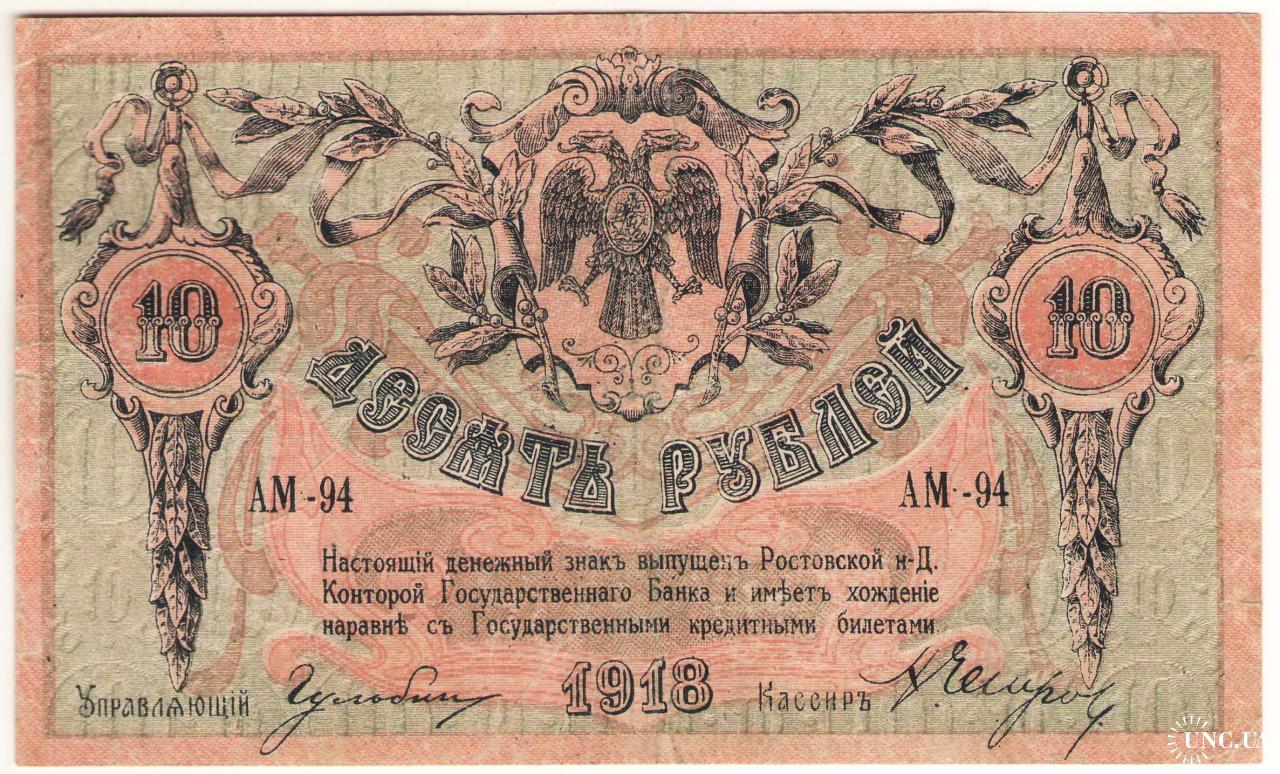 10 10
ДЕСЯТЬ РУБЛЕЙ
АМ-94 АМ-94
Настоящій денежный знакъ выпущенъ Ростовской н-Д.
Конторой Государственнаго Банка и имѣетъ хожденіе
наравнѣ съ Государственными кредитными билетами.
Управляющій 1918 Кассиръ
UNC.UA